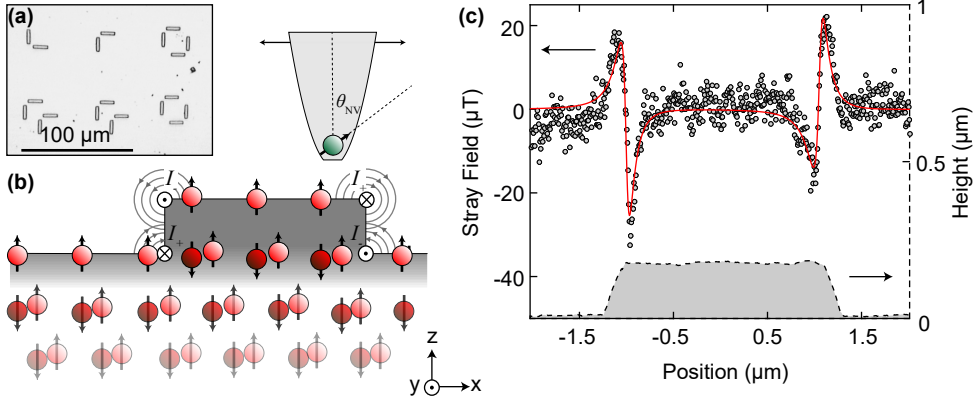 (a)
100 μm
θNV
(b)
I-
I+
I+
I-
z
y
x
(c)
20
0
-20
-40
Stray Field (μT)
-1.5
-0.5
0.5
1.5
Position (μm)
1
0.5
0
Height (μm)